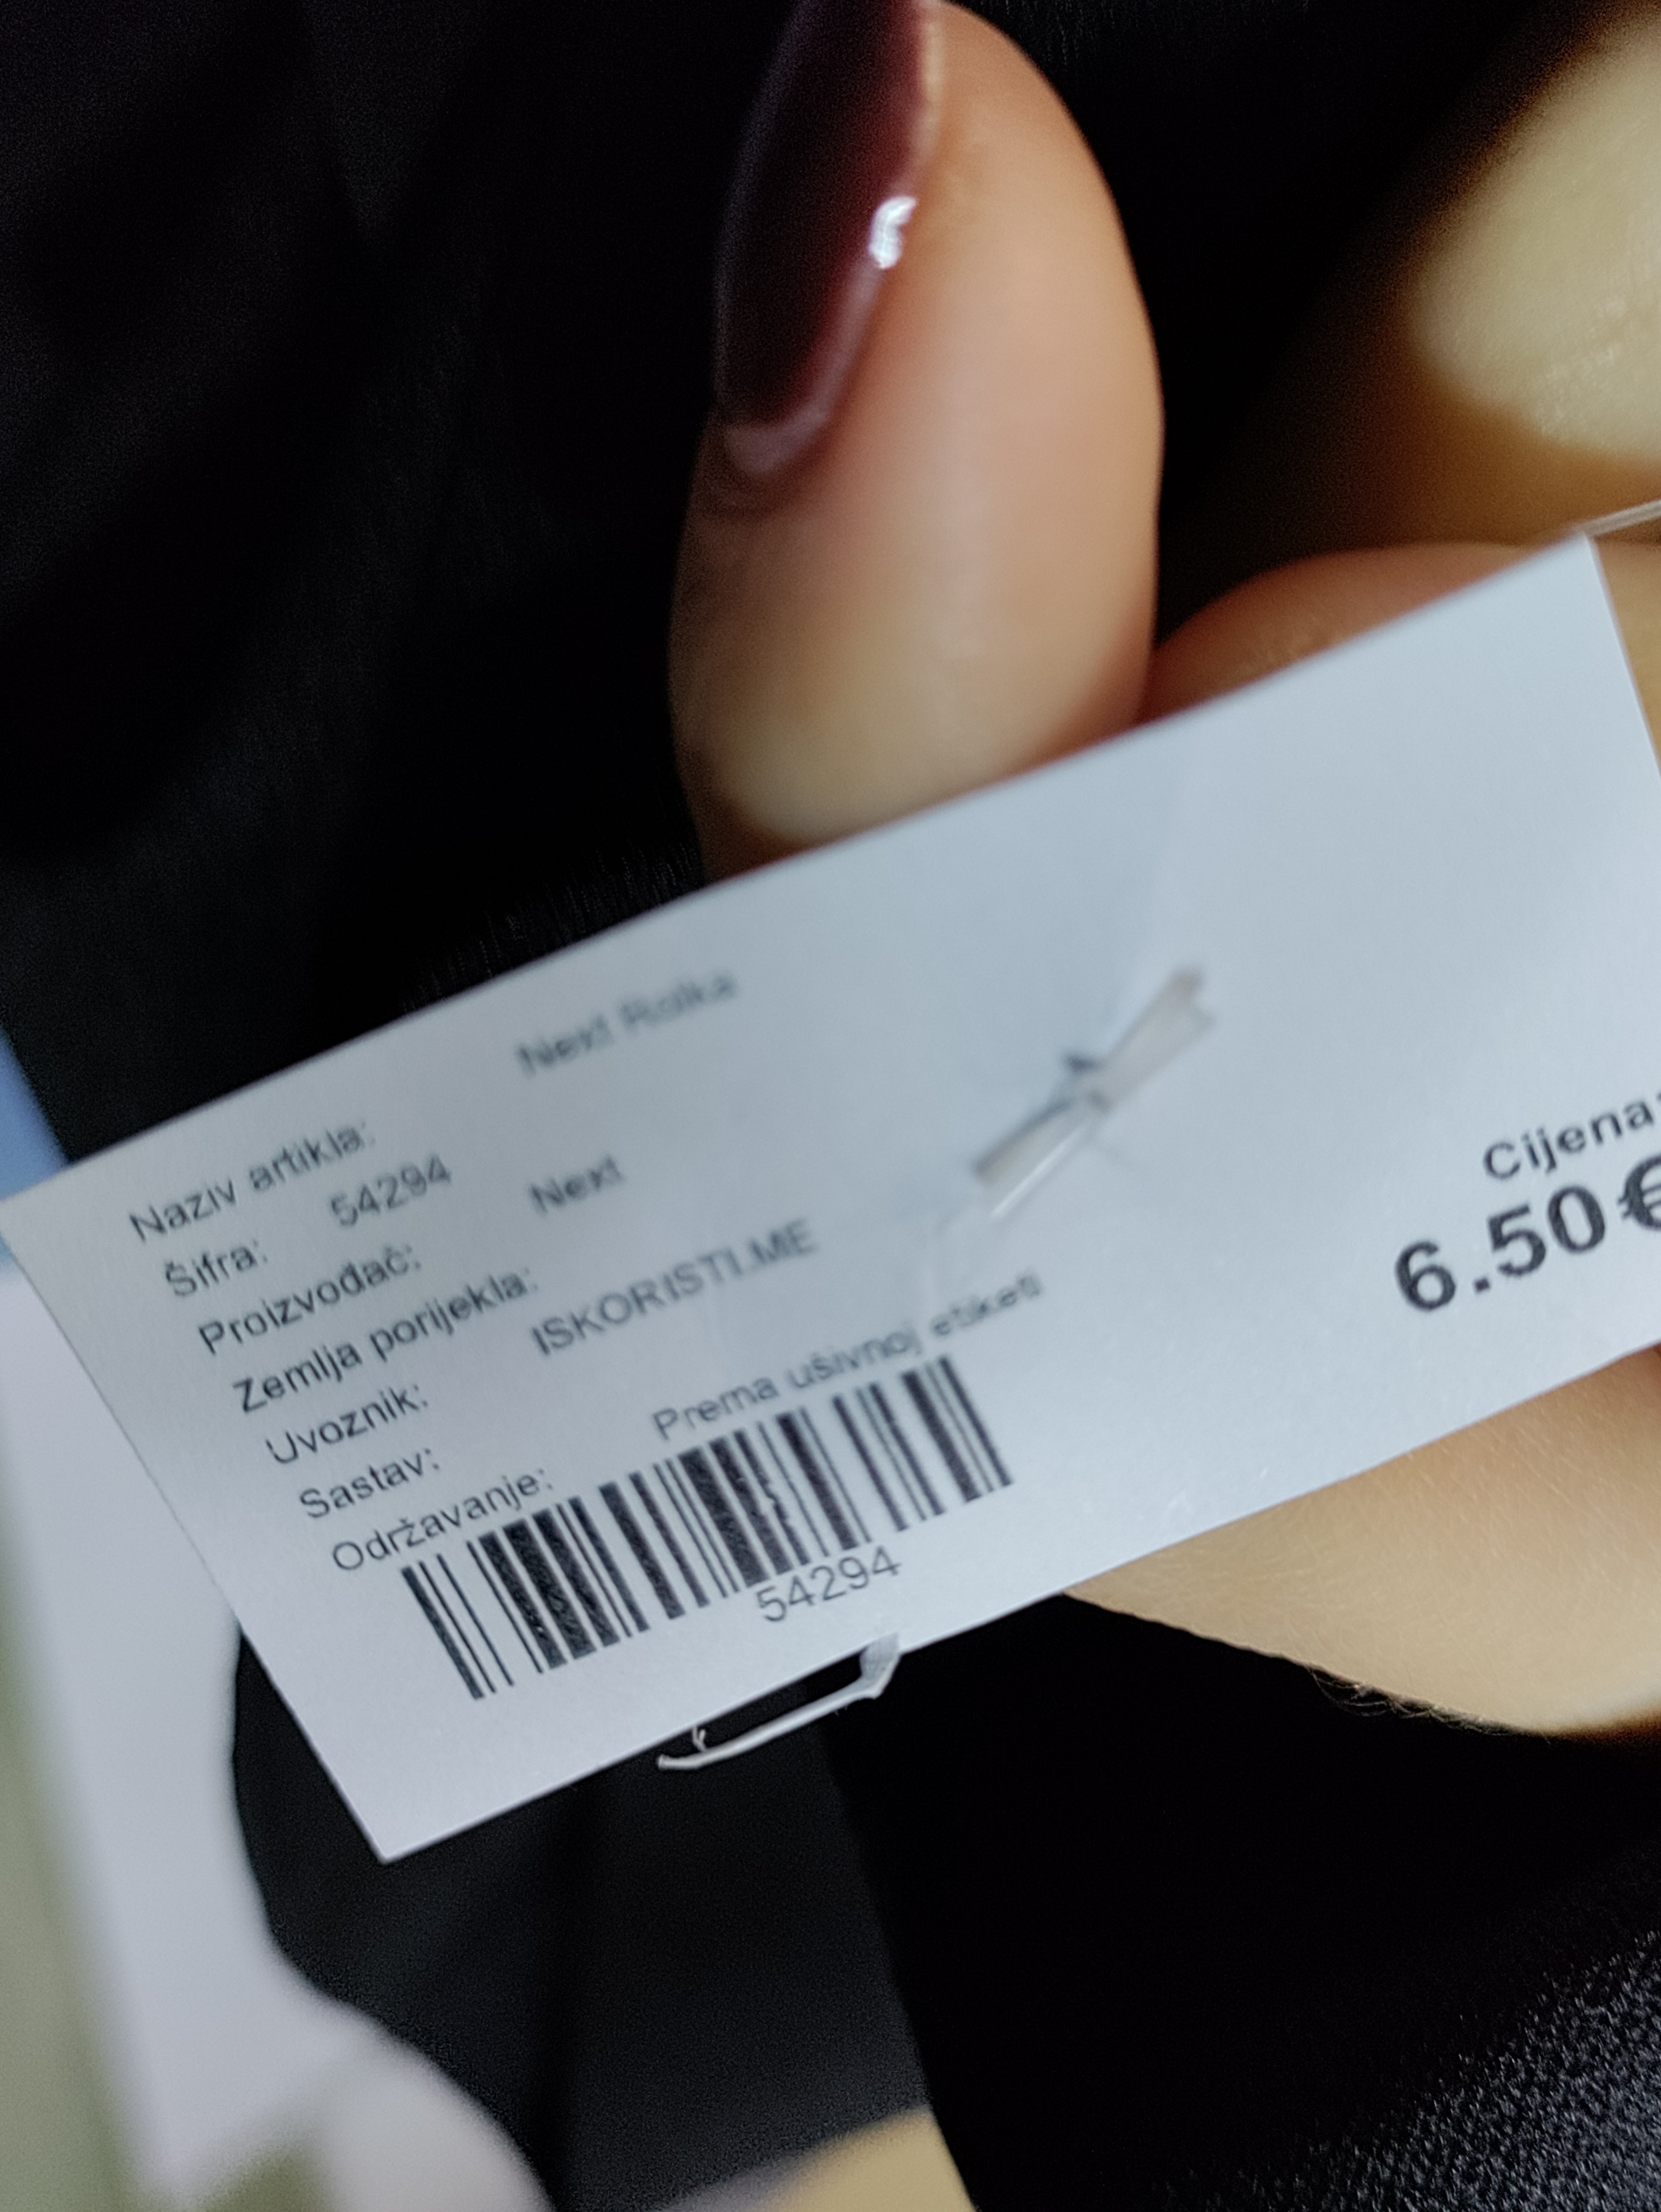 Naziv artikla: Next Rolka
Šifra: 54294
Proizvođač: Next
Zemlja porijekla:
Uvoznik: ISKORISTI.ME
Sastav:
Održavanje: Prema ušivnoj etiketi
54294
Cijena:
6.50€